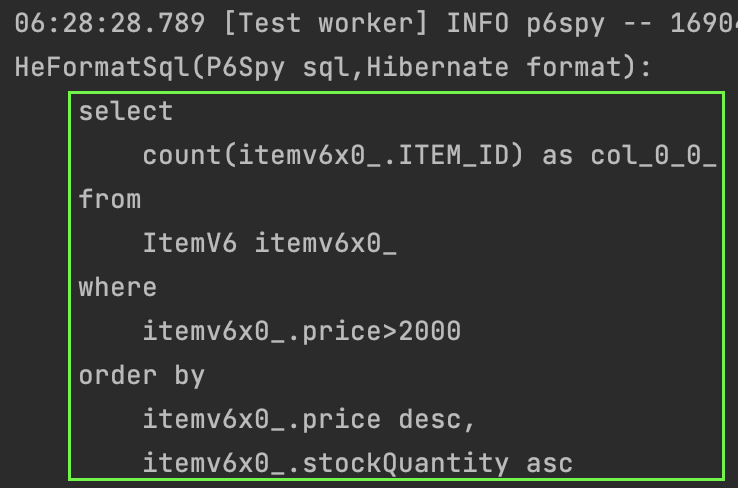 06:28:28.789 [Test worker] INFO p6spy -- 1690
HeFormatSql(P6Spy sql,Hibernate format):
select
count(itemv6x0_.ITEM_ID) as col_0_0_
from
ItemV6 itemv6x0_
where
itemv6x0_.price>2000
order by
itemv6x0_.price desc,
itemv6x0_.stockQuantity asc